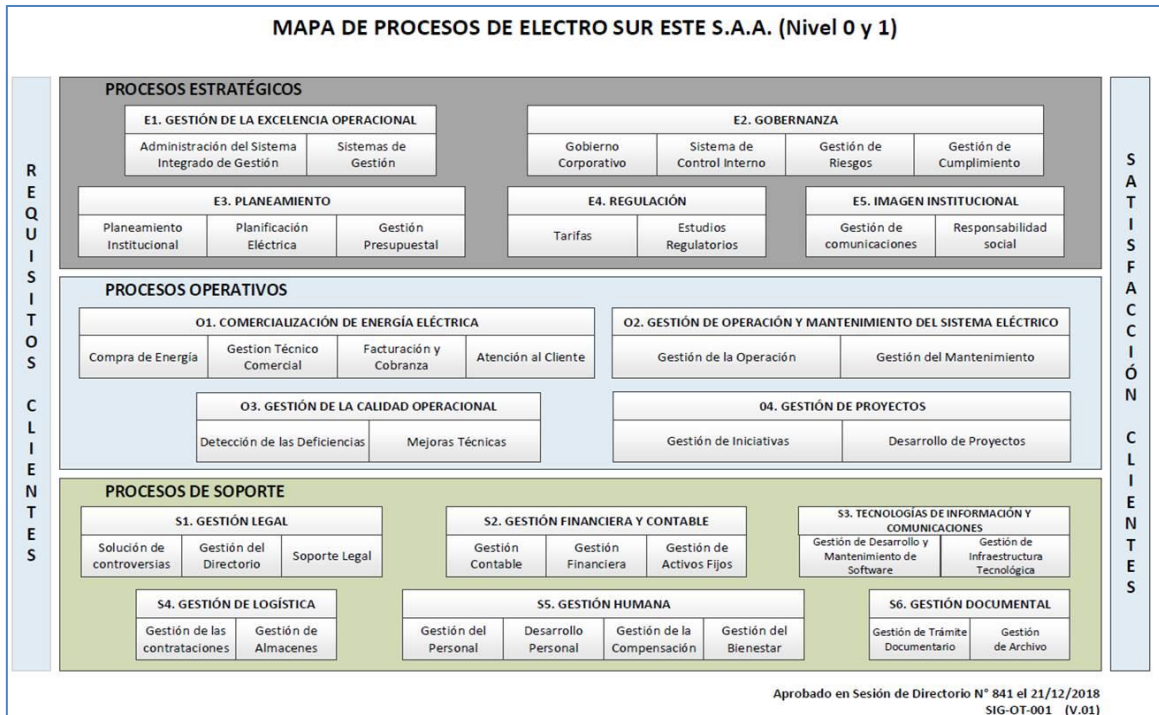 MAPA DE PROCESOS DE ELECTRO SUR ESTE S.A.A. (Nivel 0 y 1)
REQUISITOS CLIENTES
PROCESOS ESTRATÉGICOS
E1. GESTIÓN DE LA EXCELENCIA OPERACIONAL
Administración del Sistema
Integrado de Gestión
Sistemas de
Gestión
E2. GOBERNANZA
Gobierno
Corporativo
Sistema de
Control Interno
Gestión de
Riesgos
Gestión de
Cumplimiento
E3. PLANEAMIENTO
Planeamiento
Institucional
Planificación
Eléctrica
Gestión
Presupuestal
E4. REGULACIÓN
Tarifas
Estudios
Regulatorios
E5. IMAGEN INSTITUCIONAL
Gestión de
comunicaciones
Responsabilidad
social
PROCESOS OPERATIVOS
O1. COMERCIALIZACIÓN DE ENERGÍA ELÉCTRICA
Compra de Energía
Gestion Técnico
Comercial
Facturación y
Cobranza
Atención al Cliente
O2. GESTIÓN DE OPERACIÓN Y MANTENIMIENTO DEL SISTEMA ELÉCTRICO
Gestión de la Operación
Gestión del Mantenimiento
O3. GESTIÓN DE LA CALIDAD OPERACIONAL
Detección de las Deficiencias
Mejoras Técnicas
04. GESTIÓN DE PROYECTOS
Gestión de Iniciativas
Desarrollo de Proyectos
PROCESOS DE SOPORTE
S1. GESTIÓN LEGAL
Solución de
controversias
Gestión del
Directorio
Soporte Legal
S2. GESTIÓN FINANCIERA Y CONTABLE
Gestión
Contable
Gestión
Financiera
Gestión de
Activos Fijos
S3. TECNOLOGÍAS DE INFORMACIÓN Y
COMUNICACIONES
Gestión de Desarrollo y
Mantenimiento de
Software
Gestión de
Infraestructura
Tecnológica
S4. GESTIÓN DE LOGÍSTICA
Gestión de las
contrataciones
Gestión de
Almacenes
S5. GESTIÓN HUMANA
Gestión del
Personal
Desarrollo
Personal
Gestión de la
Compensación
Gestión del
Bienestar
S6. GESTIÓN DOCUMENTAL
Gestión de Trámite
Documentario
Gestión
de Archivo
SATISFACCIÓN CLIENTES
Aprobado en Sesión de Directorio N° 841 el 21/12/2018
SIG-OT-001 (V.01)